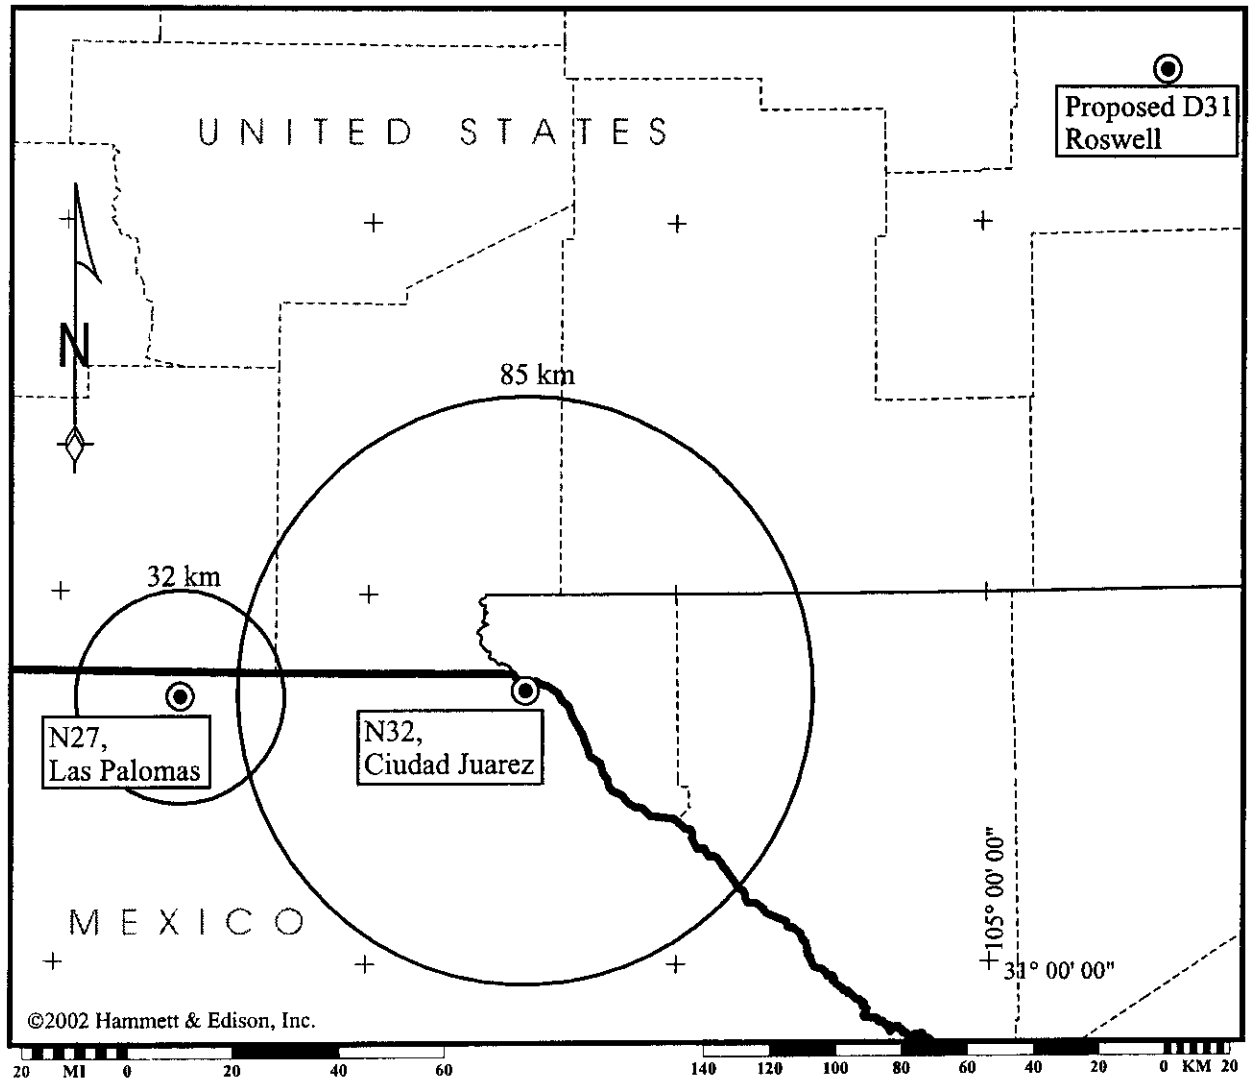 UNITED STATES
Proposed D31
Roswell
N
85 km
32 km
N27,
Las Palomas
N32,
Ciudad Juarez
MEXICO
105° 00' 00"
31° 00' 00"
©2002 Hammett & Edison, Inc.
20 MI 0 20 40 60 140 120 100 80 60 40 20 0 KM 20